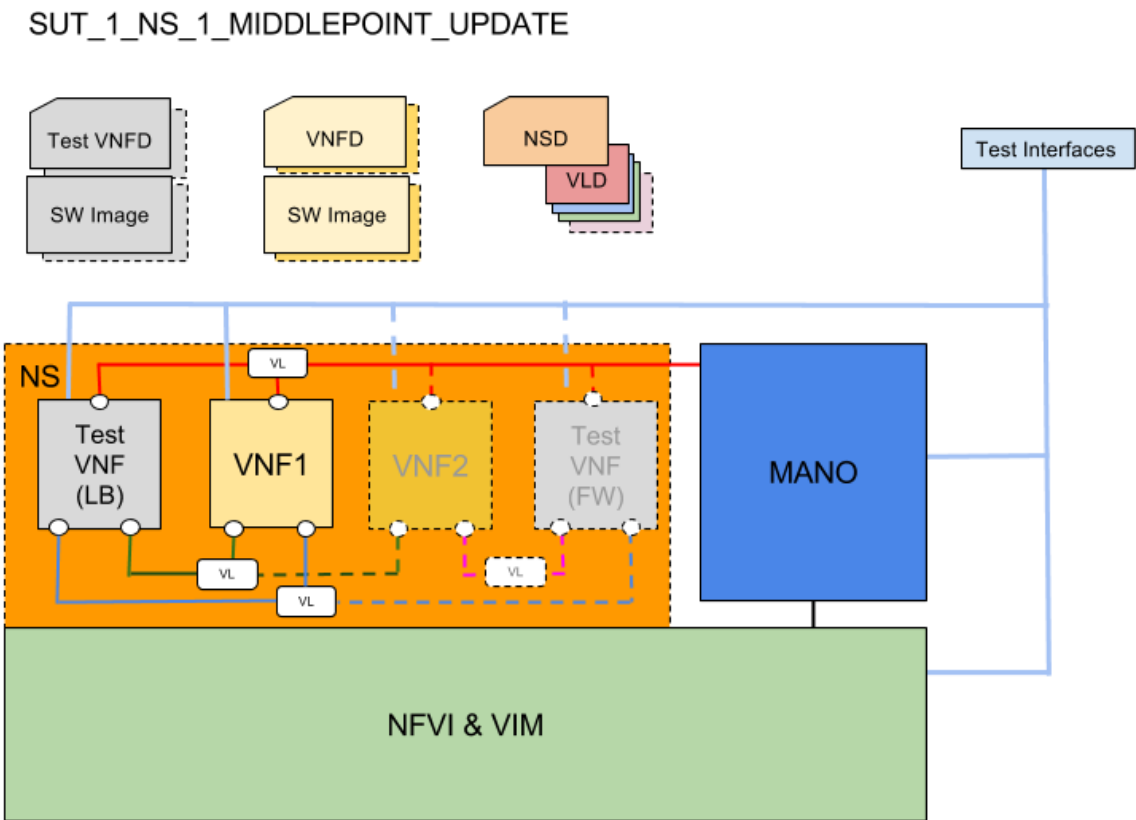 SUT_1_NS_1_MIDDLEPOINT_UPDATE
Test VNFD
SW Image
VNFD
SW Image
NSD
VLD
Test Interfaces
NS
VL
Test
VNF
(LB)
VNF1
VNF2
Test
VNF
(FW)
MANO
VL
VL
VL
NFVI & VIM